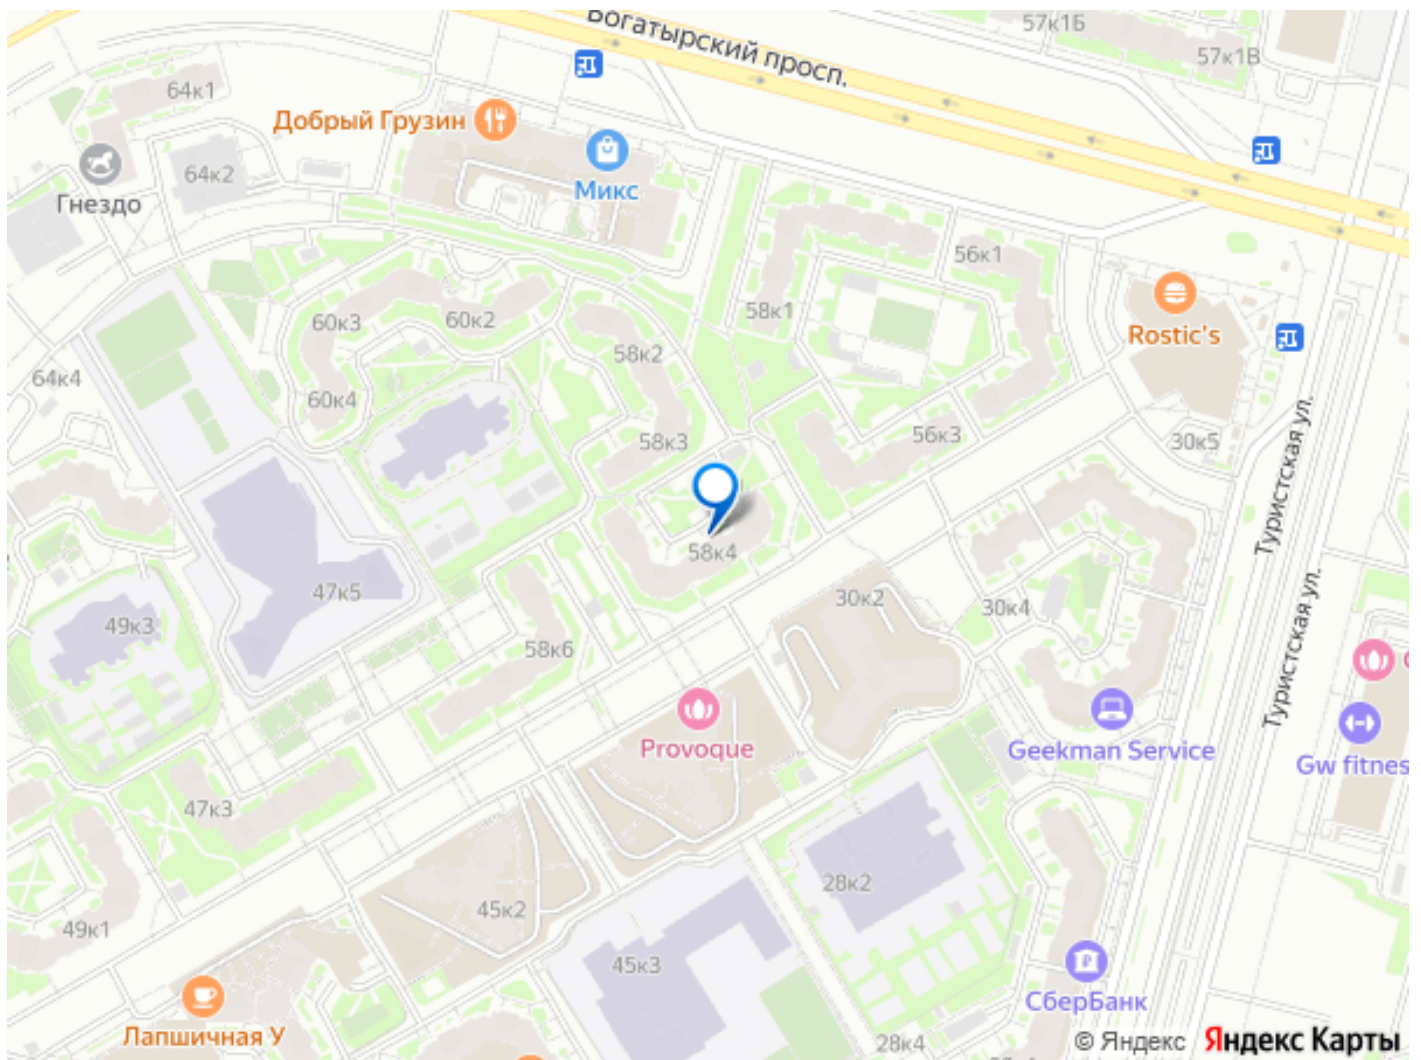 57к1Б
Богатырский просп.
57к1В
64к1
Добрый Грузин
64к2
Микс
Гнездо
56к1
58к1
60к3
60к2
Rostic's
58к2
64к4
60к4
58к3
56к3
30к5
Туристская ул.
58к4
47к5
30к2
30к4
49к3
58к6
Туристская ул.
Provoque
Geekman Service
Gw fitnes
47к3
28к2
45к2
49к1
45к3
СберБанк
Лапшичная У
28к4
© Яндекс Яндекс Карты